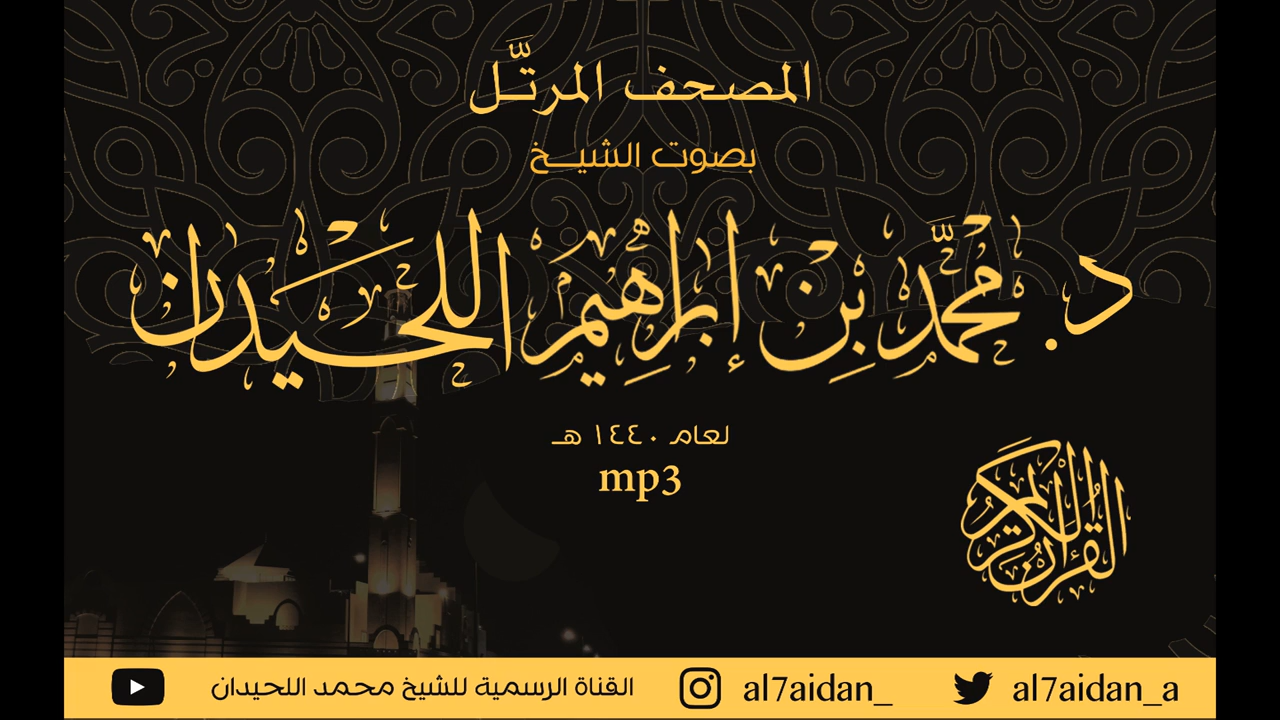 المصحف المرتّل
بصوت الشيخ
د. محمّد بن إبراهيم اللحيدان
لعام ١٤٤٠ هـ
mp3
القرآن الكريم
al7aidan_a
al7aidan_
القناة الرسمية للشيخ محمد اللحيدان